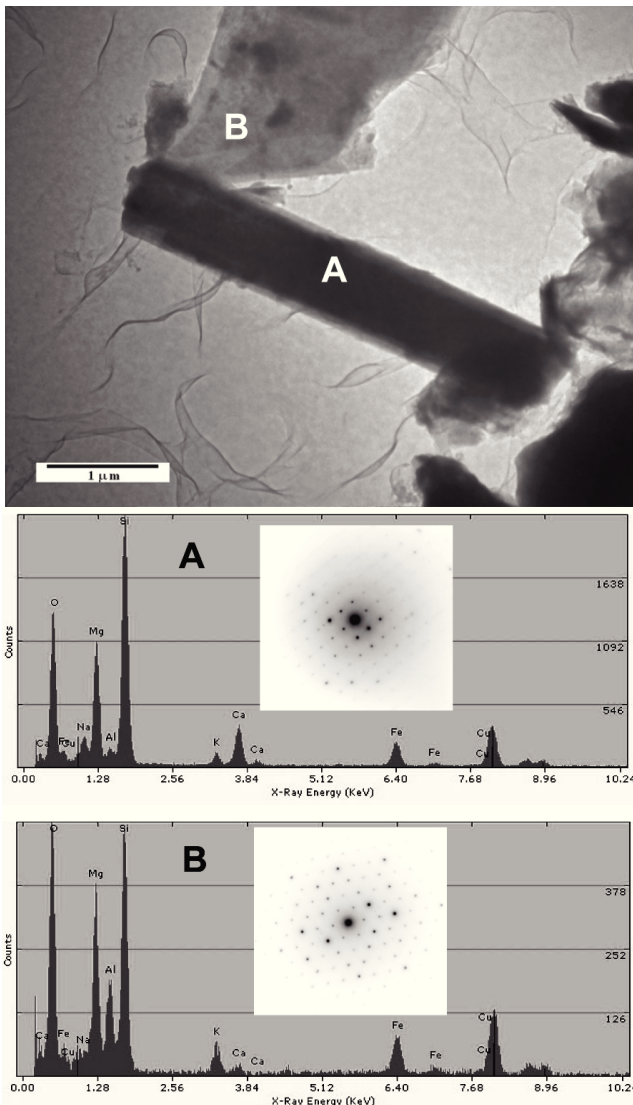 B
A
1 μm
A
Si
O
Mg
1638
1092
546
Counts
Ca
Fe
Cu
Na
Al
K
Ca
Ca
Fe
Fe
Cu
Cu
0.00 1.28 2.56 3.84 5.12 6.40 7.68 8.96 10.24
X-Ray Energy (KeV)
B
O
Si
Mg
378
252
126
Al
Counts
Ca
Fe
Cu
Na
K
Ca
Ca
Fe
Fe
Cu
Cu
0.00 1.28 2.56 3.84 5.12 6.40 7.68 8.96 10.24
X-Ray Energy (KeV)